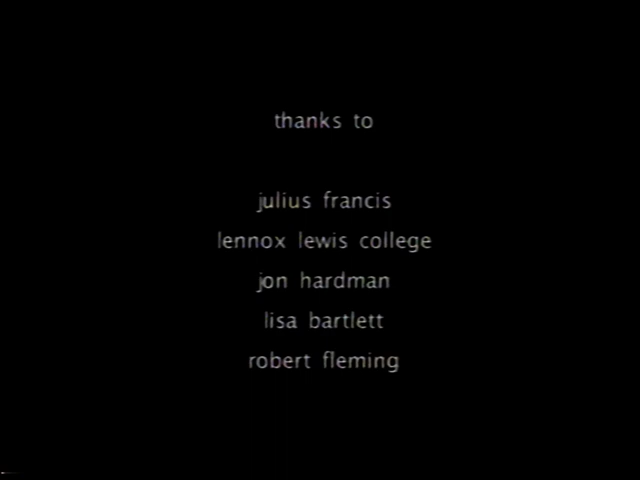 thanks to
julius francis
lennox lewis college
jon hardman
lisa bartlett
robert fleming